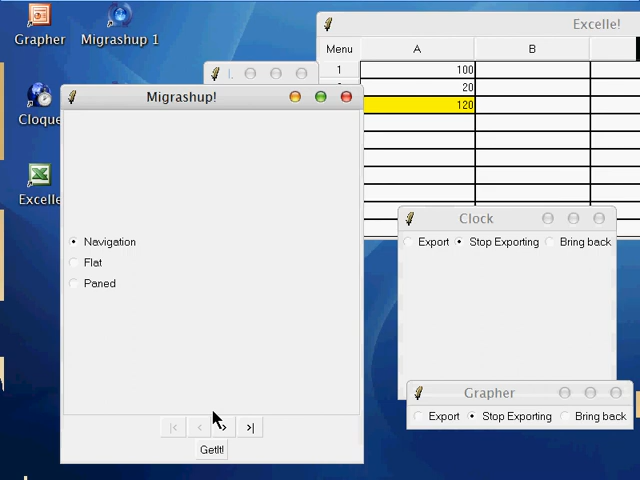 Grapher
Migrashup 1
Cloque
Excelle
Excelle!
Menu A B
1 100
20
120
I.
Migrashup!
Navigation
Flat
Paned
|< < > >|
GetIt!
Clock
Export Stop Exporting Bring back
Grapher
Export Stop Exporting Bring back